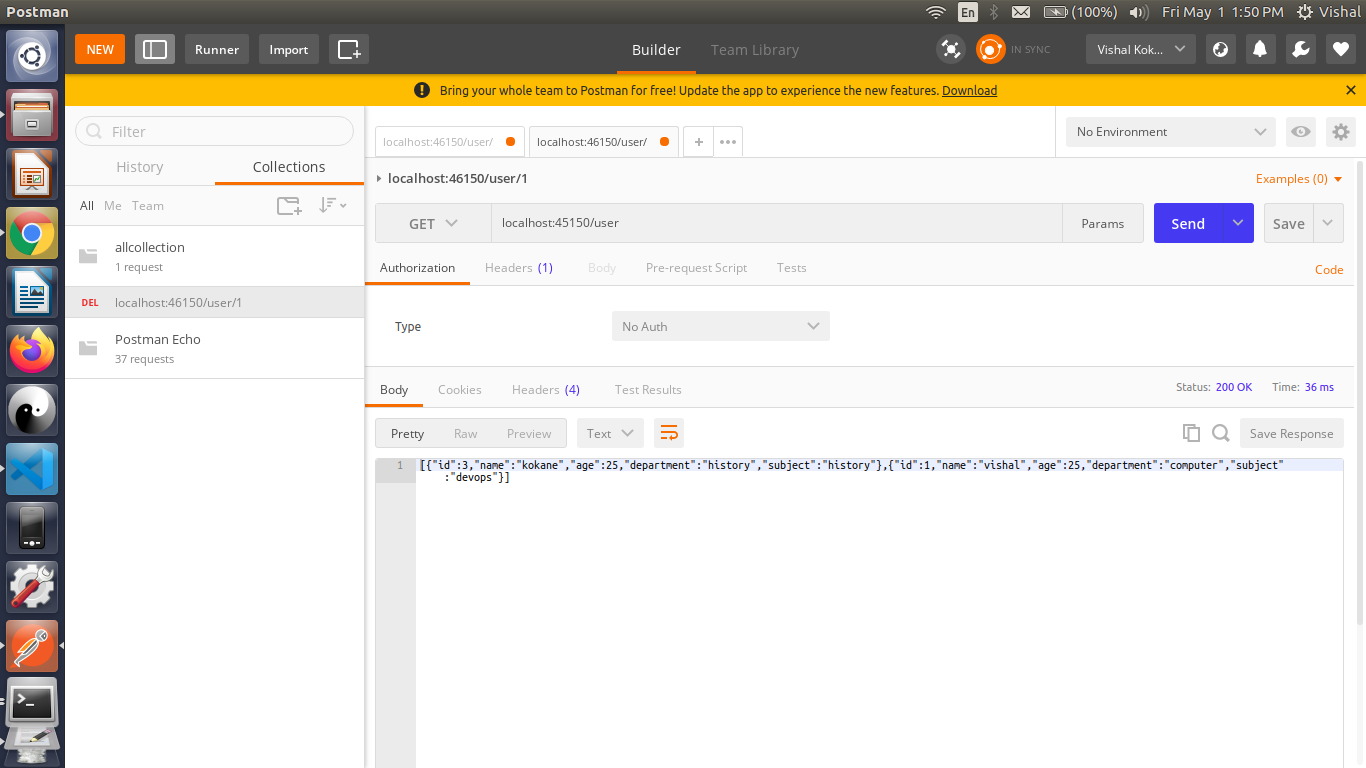 Postman
En
(100%)
Fri May 1 1:50 PM
Vishal
NEW
Runner
Import
Builder
Team Library
IN SYNC
Vishal Kok...
Bring your whole team to Postman for free! Update the app to experience the new features. Download
Filter
History
Collections
All Me Team
allcollection
1 request
DEL localhost:46150/user/1
Postman Echo
37 requests
localhost:46150/user/
localhost:46150/user/
No Environment
localhost:46150/user/1
Examples (0)
GET
localhost:45150/user
Params
Send
Save
Authorization
Headers (1)
Body
Pre-request Script
Tests
Code
Type
No Auth
Body
Cookies
Headers (4)
Test Results
Status: 200 OK
Time: 36 ms
Pretty
Raw
Preview
Text
Save Response
1 [{"id":3,"name":"kokane","age":25,"department":"history","subject":"history"},{"id":1,"name":"vishal","age":25,"department":"computer","subject"
:"devops"}]